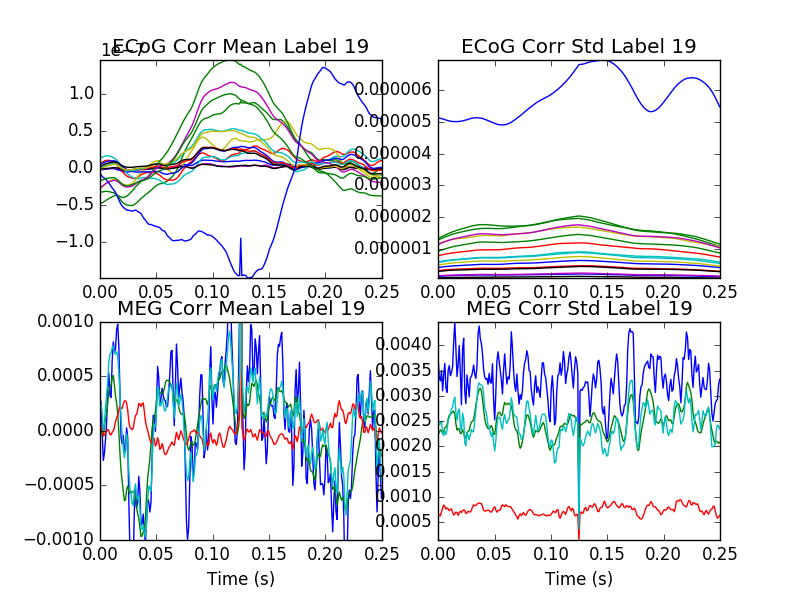 1e−7
ECoG Corr Mean Label 19
ECoG Corr Std Label 19
1.0
0.5
0.0
−0.5
−1.0
0.00 0.05 0.10 0.15 0.20 0.25
0.000006
0.000005
0.000004
0.000003
0.000002
0.000001
0.00 0.05 0.10 0.15 0.20 0.25
MEG Corr Mean Label 19
MEG Corr Std Label 19
0.0010
0.0005
0.0000
−0.0005
−0.0010
0.00 0.05 0.10 0.15 0.20 0.25
Time (s)
0.0040
0.0035
0.0030
0.0025
0.0020
0.0015
0.0010
0.0005
0.00 0.05 0.10 0.15 0.20 0.25
Time (s)